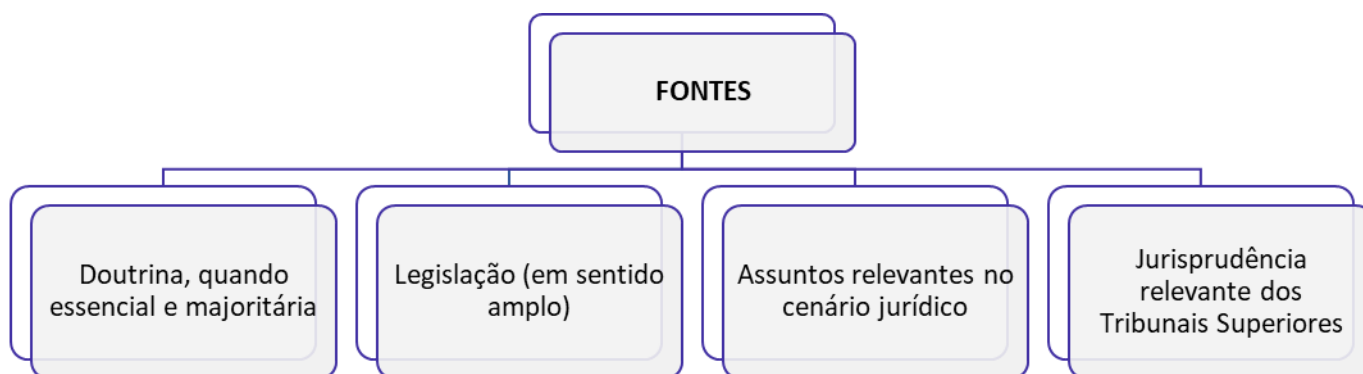 FONTES
Doutrina, quando
essencial e majoritária
Legislação (em sentido
amplo)
Assuntos relevantes no
cenário jurídico
Jurisprudência
relevante dos
Tribunais Superiores